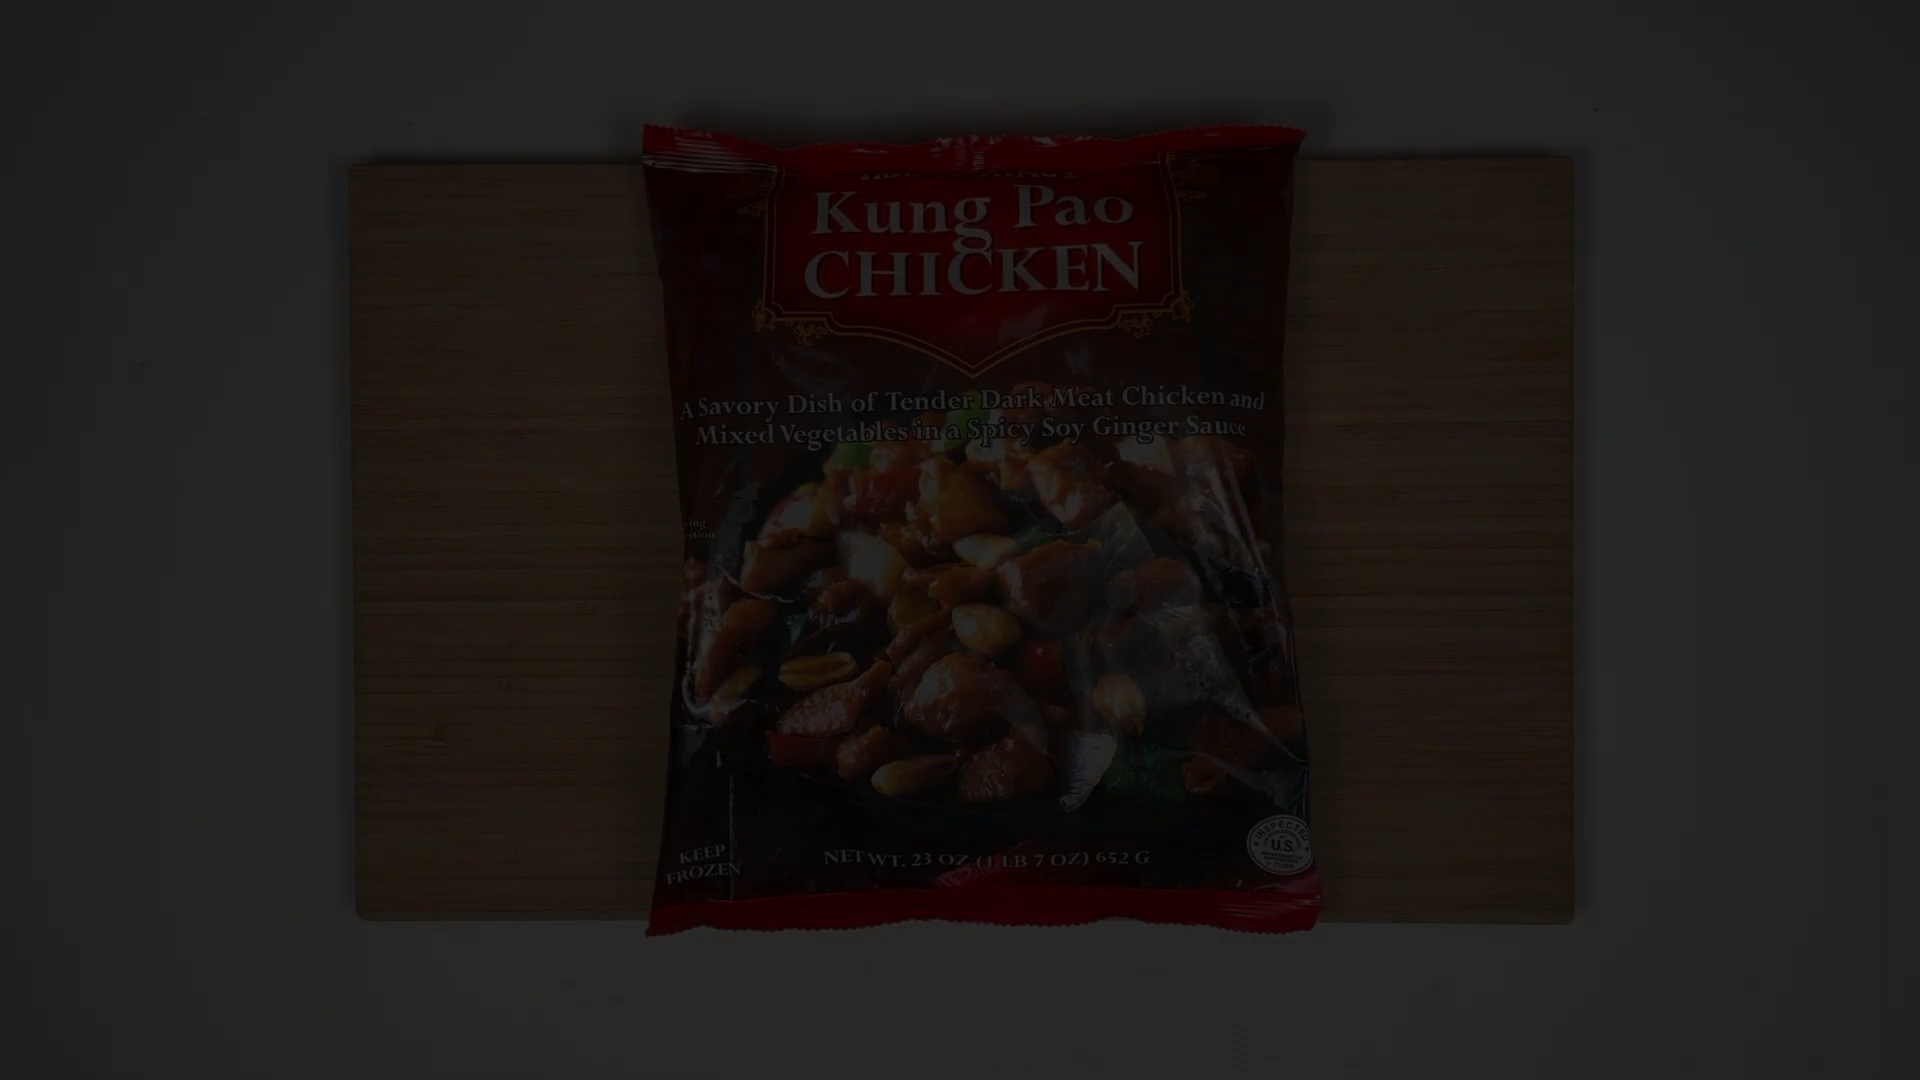 Kung Pao
CHICKEN
A Savory Dish of Tender Dark Meat Chicken and
Mixed Vegetables in a Spicy Soy Ginger Sauce
KEEP
FROZEN
NET WT. 23 OZ (1 LB 7 OZ) 652 G
INSPECTED
U.S.